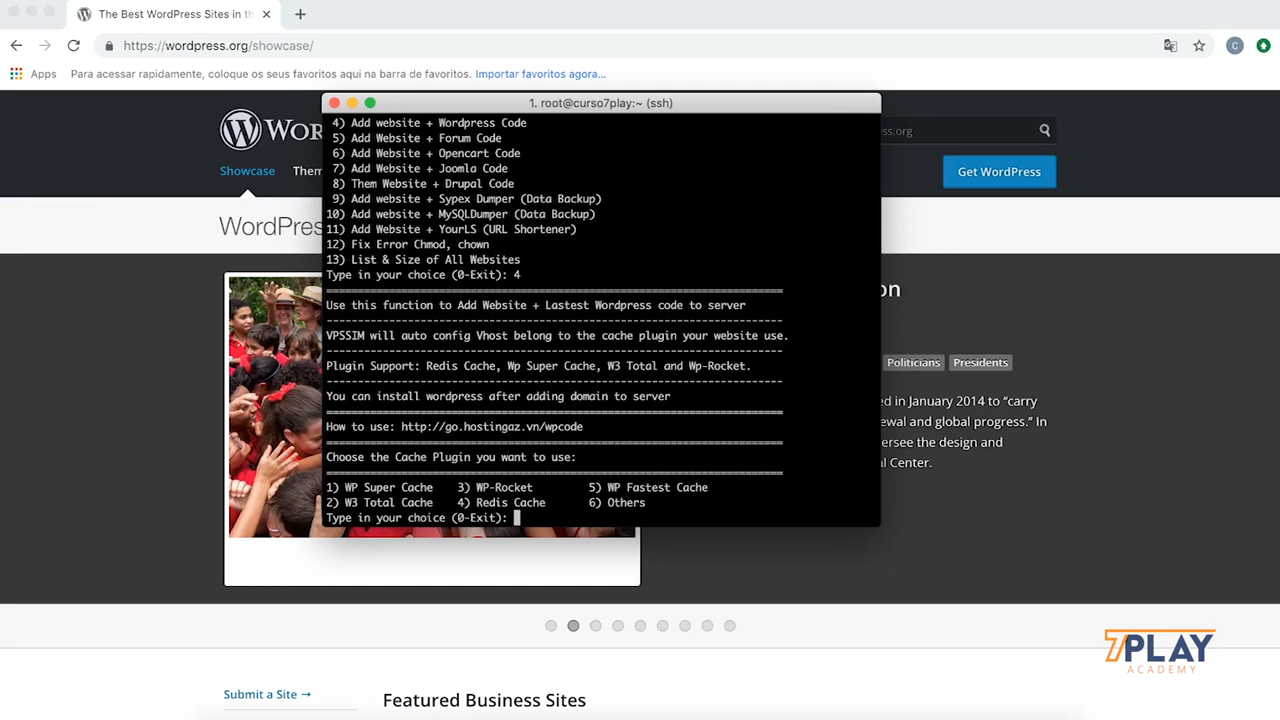 The Best WordPress Sites in th
https://wordpress.org/showcase/
C
Apps
Para acessar rapidamente, coloque os seus favoritos aqui na barra de favoritos. Importar favoritos agora...
1. root@curso7play:~ (ssh)
4) Add website + Wordpress Code
5) Add Website + Forum Code
6) Add Website + Opencart Code
7) Add Website + Joomla Code
8) Them Website + Drupal Code
9) Add website + Sypex Dumper (Data Backup)
10) Add website + MySQLDumper (Data Backup)
11) Add Website + YourLS (URL Shortener)
12) Fix Error Chmod, chown
13) List & Size of All Websites
Type in your choice (0-Exit): 4
Use this function to Add Website + Lastest Wordpress code to server
VPSSIM will auto config Vhost belong to the cache plugin your website use.
Plugin Support: Redis Cache, Wp Super Cache, W3 Total and Wp-Rocket.
You can install wordpress after adding domain to server
How to use: http://go.hostingaz.vn/wpcode
Choose the Cache Plugin you want to use:
1) WP Super Cache 3) WP-Rocket 5) WP Fastest Cache
2) W3 Total Cache 4) Redis Cache 6) Others
Type in your choice (0-Exit):
WOR
ss.org
Showcase Them
Get WordPress
WordPres
on
Politicians Presidents
ed in January 2014 to “carry
ewal and global progress.” In
ersee the design and
al Center.
7PLAY
ACADEMY
Submit a Site →
Featured Business Sites